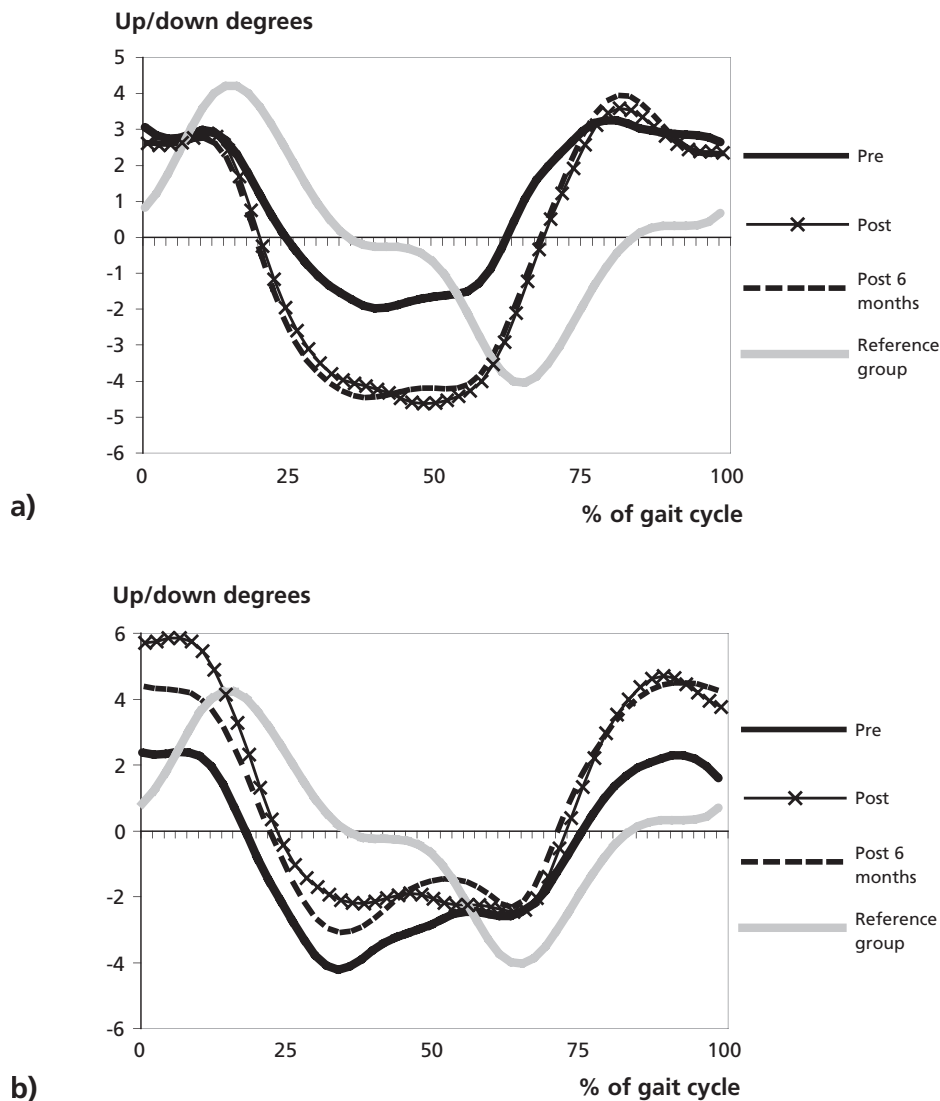 Up/down degrees
5
4
3
2
1
0
-1
-2
-3
-4
-5
-6
0 25 50 75 100
% of gait cycle
Pre
Post
Post 6
months
Reference
group
a)
Up/down degrees
6
4
2
0
-2
-4
-6
0 25 50 75 100
% of gait cycle
Pre
Post
Post 6
months
Reference
group
b)